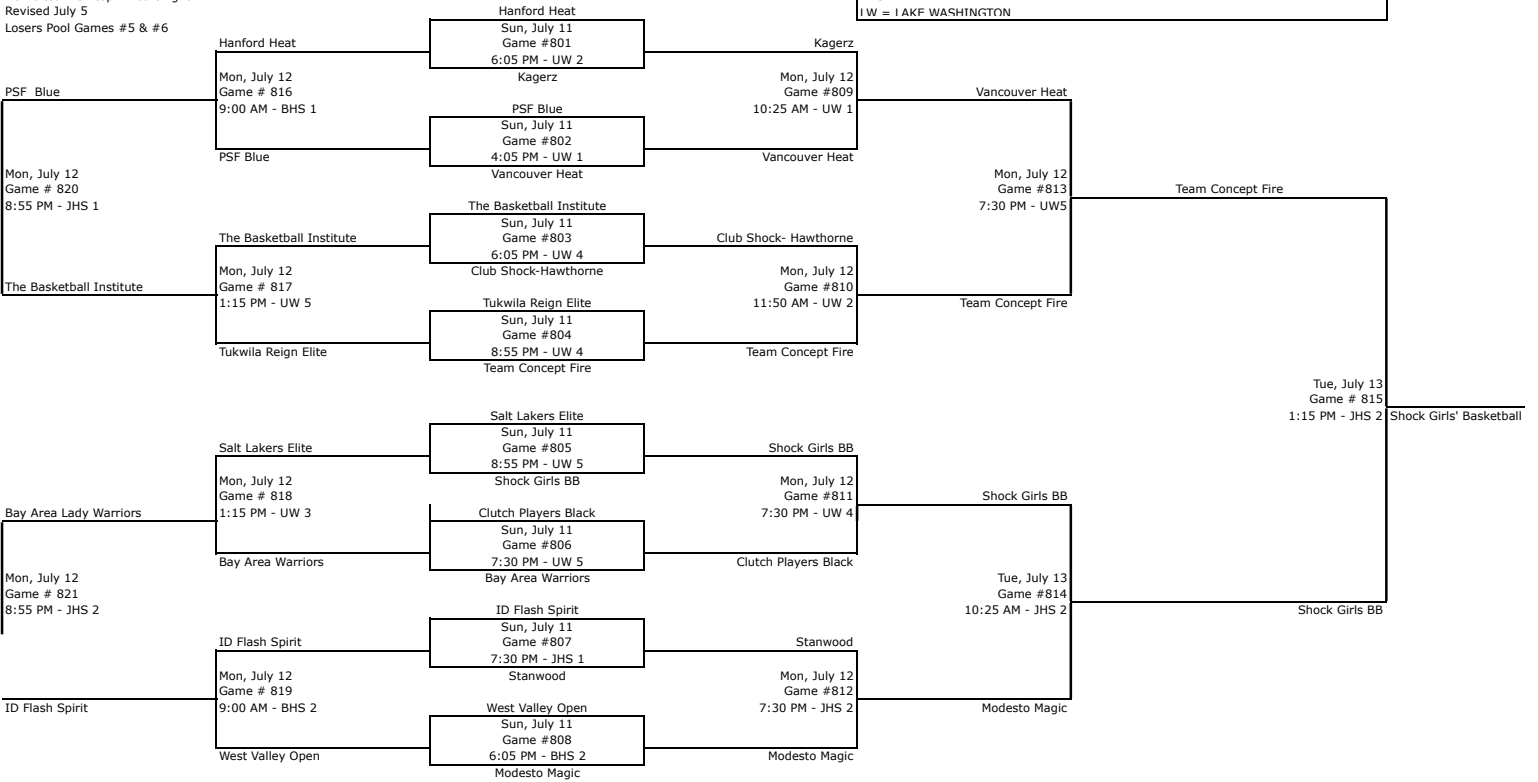 Revised July 5
Losers Pool Games #5 & #6
LW = LAKE WASHINGTON
Hanford Heat
Sun, July 11
Game #801
6:05 PM - UW 2
Kagerz
PSF Blue
Sun, July 11
Game #802
4:05 PM - UW 1
Vancouver Heat
The Basketball Institute
Sun, July 11
Game #803
6:05 PM - UW 4
Club Shock-Hawthorne
Tukwila Reign Elite
Sun, July 11
Game #804
8:55 PM - UW 4
Team Concept Fire
Salt Lakers Elite
Sun, July 11
Game #805
8:55 PM - UW 5
Shock Girls BB
Clutch Players Black
Sun, July 11
Game #806
7:30 PM - UW 5
Bay Area Warriors
ID Flash Spirit
Sun, July 11
Game #807
7:30 PM - JHS 1
Stanwood
West Valley Open
Sun, July 11
Game #808
6:05 PM - BHS 2
Modesto Magic
Hanford Heat
Mon, July 12
Game # 816
9:00 AM - BHS 1
PSF Blue
The Basketball Institute
Mon, July 12
Game # 817
1:15 PM - UW 5
Tukwila Reign Elite
Salt Lakers Elite
Mon, July 12
Game # 818
1:15 PM - UW 3
Bay Area Warriors
ID Flash Spirit
Mon, July 12
Game # 819
9:00 AM - BHS 2
West Valley Open
PSF Blue
Mon, July 12
Game # 820
8:55 PM - JHS 1
The Basketball Institute
Bay Area Lady Warriors
Mon, July 12
Game # 821
8:55 PM - JHS 2
ID Flash Spirit
Kagerz
Mon, July 12
Game #809
10:25 AM - UW 1
Vancouver Heat
Club Shock- Hawthorne
Mon, July 12
Game #810
11:50 AM - UW 2
Team Concept Fire
Shock Girls BB
Mon, July 12
Game #811
7:30 PM - UW 4
Clutch Players Black
Stanwood
Mon, July 12
Game #812
7:30 PM - JHS 2
Modesto Magic
Vancouver Heat
Mon, July 12
Game #813
7:30 PM - UW5
Team Concept Fire
Shock Girls BB
Tue, July 13
Game #814
10:25 AM - JHS 2
Modesto Magic
Team Concept Fire
Tue, July 13
Game # 815
1:15 PM - JHS 2
Shock Girls BB
Shock Girls' Basketball